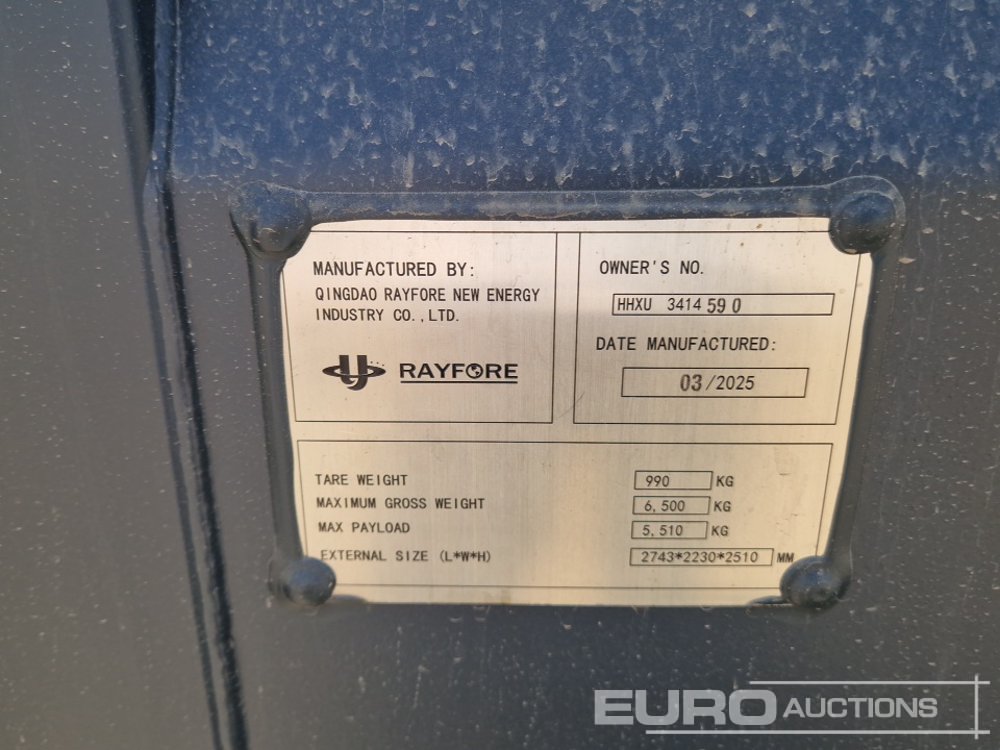 MANUFACTURED BY:
QINGDAO RAYFORE NEW ENERGY
INDUSTRY CO.,LTD.
RAYFORE
OWNER'S NO.
HHXU 3414 59 0
DATE MANUFACTURED:
03/2025
TARE WEIGHT 990 KG
MAXIMUM GROSS WEIGHT 6,500 KG
MAX PAYLOAD 5,510 KG
EXTERNAL SIZE (L*W*H) 2743*2230*2510 MM
EURO AUCTIONS